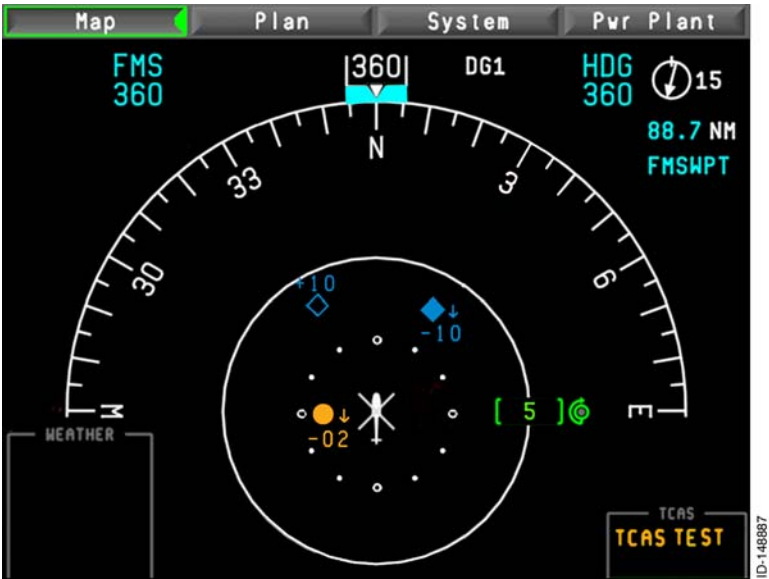 Map Plan System Pwr Plant
FMS
360
360
DG1
HDG
360
15
88.7 NM
FMSWPT
N
33
3
30
6
+10
-10
W
E
[ 5 ]
-02
WEATHER
TCAS
TCAS TEST
ID-148887